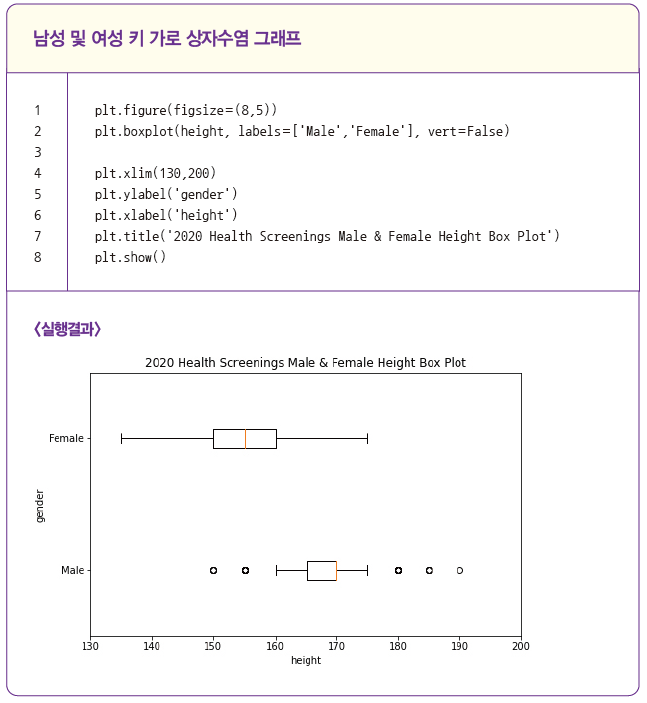 남성 및 여성 키 가로 상자수염 그래프
1 plt.figure(figsize=(8,5))
2 plt.boxplot(height, labels=['Male','Female'], vert=False)
3
4 plt.xlim(130,200)
5 plt.ylabel('gender')
6 plt.xlabel('height')
7 plt.title('2020 Health Screenings Male & Female Height Box Plot')
8 plt.show()
〈실행결과〉
2020 Health Screenings Male & Female Height Box Plot
Female
gender
Male
130 140 150 160 170 180 190 200
height